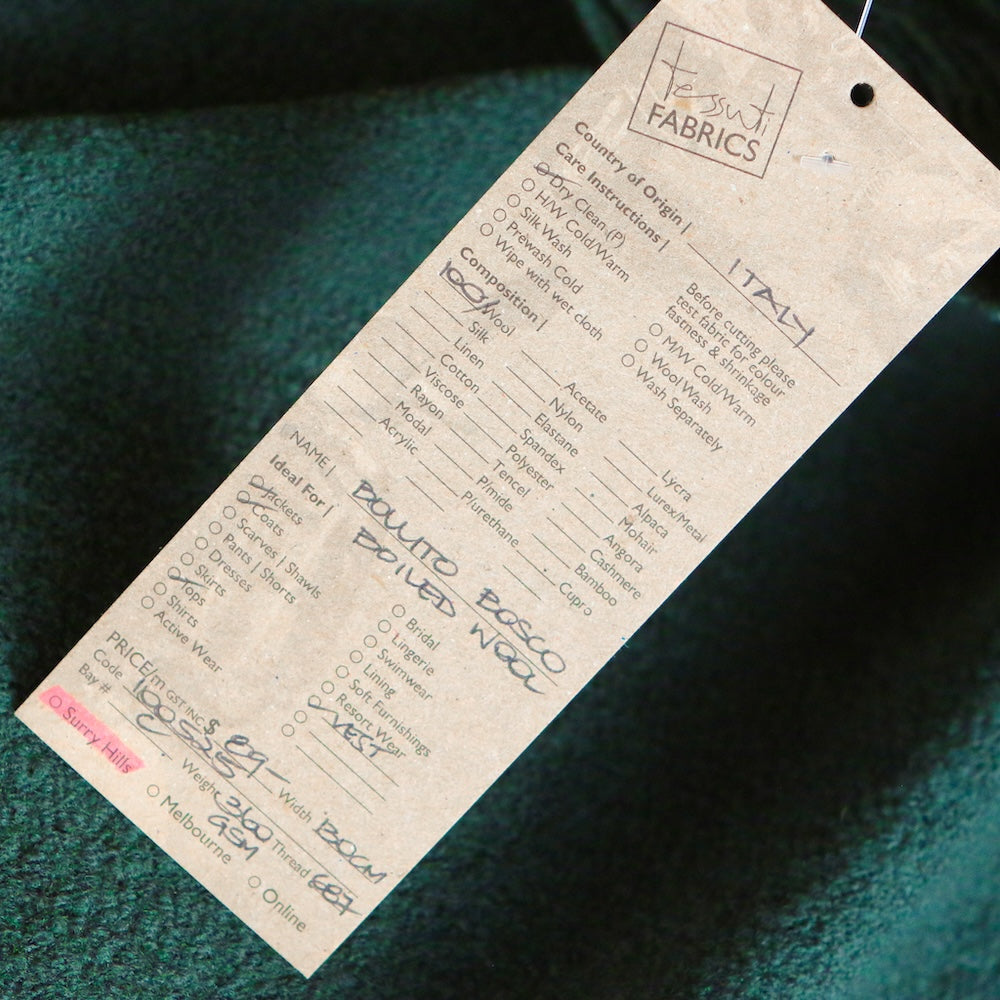 tessuti
FABRICS
Country of Origin | ITALY
Care Instructions |
Dry Clean (P)
H/W Cold/Warm
Silk Wash
Prewash Cold
Wipe with wet cloth
Before cutting please
test fabric for colour
fastness & shrinkage
M/W Cold/Warm
Wool Wash
Wash Separately
Composition |
100% Wool
Silk
Linen
Cotton
Viscose
Rayon
Modal
Acrylic
Acetate
Nylon
Elastane
Spandex
Polyester
Tencel
P/mide
P/urethane
Lycra
Lurex/Metal
Alpaca
Mohair
Angora
Cashmere
Bamboo
Cupro
NAME | BOLLITO BOSCO
BOILED WOOL
Ideal For |
Jackets
Coats
Scarves | Shawls
Pants | Shorts
Dresses
Skirts
Tops
Shirts
Active Wear
Bridal
Lingerie
Swimwear
Lining
Soft Furnishings
Resort Wear
VEST
PRICE/m GST INC $ 89- Width 130CM
Code Weight 360 GSM Thread 687
Bay #
Surry Hills
Melbourne
Online